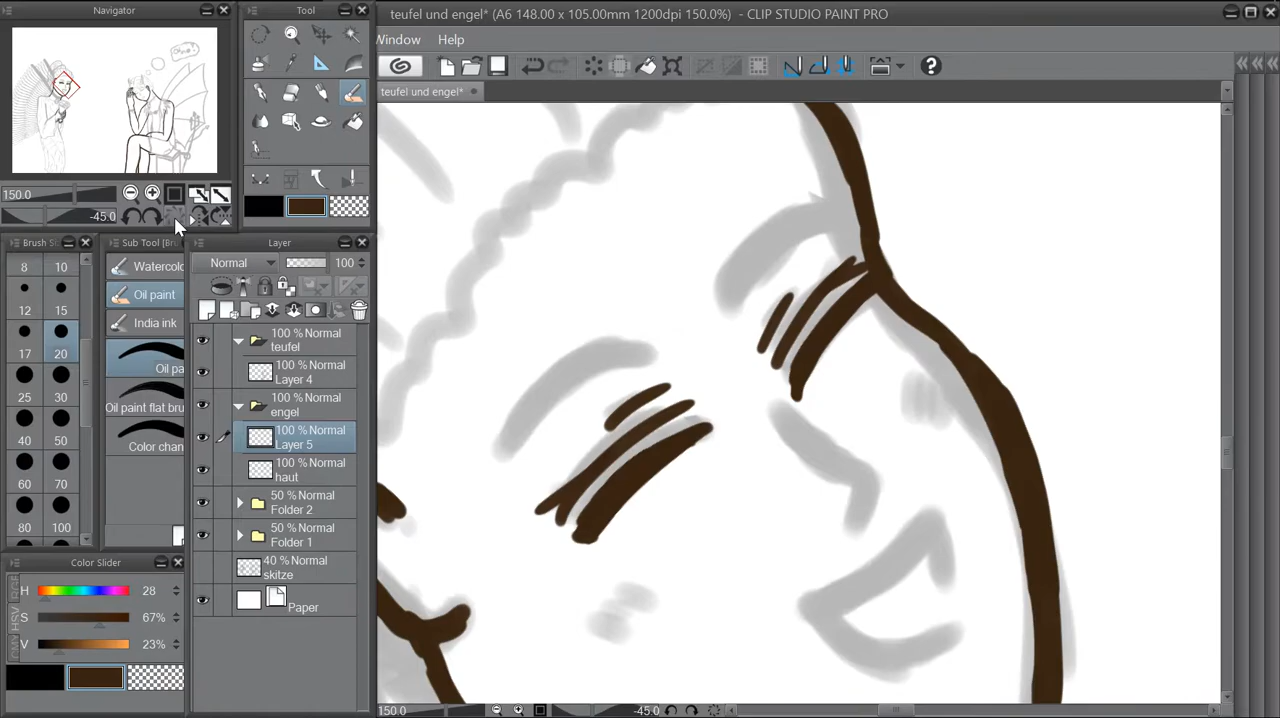 Navigator
Tool
teufel und engel* (A6 148.00 x 105.00mm 1200dpi 150.0%) - CLIP STUDIO PAINT PRO
Window Help
teufel und engel*
150.0
-45.0
Brush S
Sub Tool [Bru
Layer
8 10
12 15
17 20
25 30
40 50
60 70
80 100
Watercolo
Oil paint
India ink
Oil pa
Oil paint flat bru
Color chan
Normal 100
100 % Normal
teufel
100 % Normal
Layer 4
100 % Normal
engel
100 % Normal
Layer 5
100 % Normal
haut
50 % Normal
Folder 2
50 % Normal
Folder 1
40 % Normal
skitze
Paper
Color Slider
H 28
S 67%
V 23%
HSV
150.0 -45.0